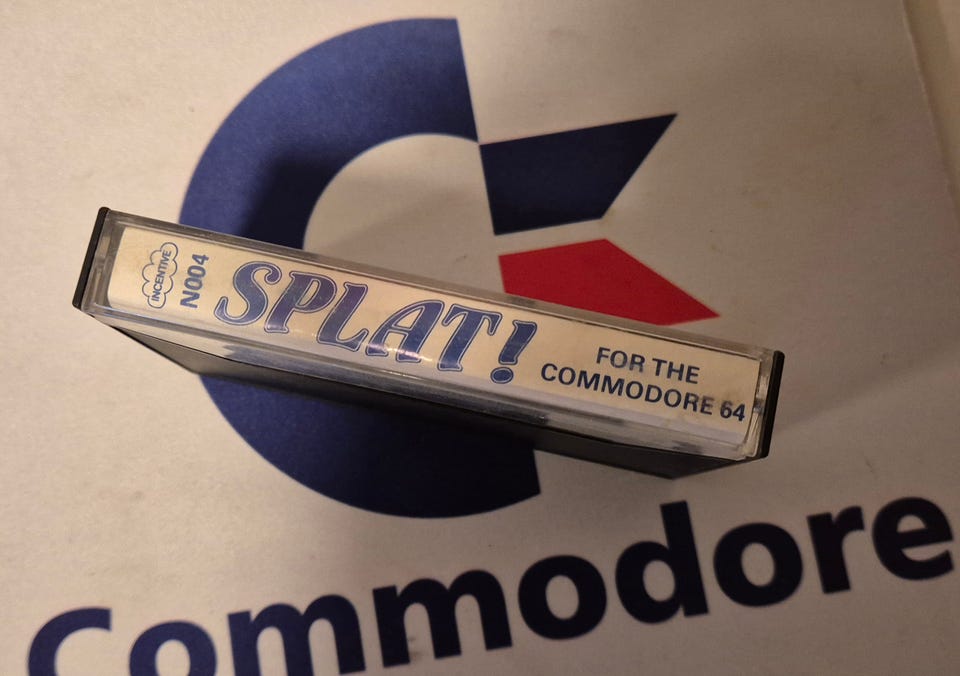 INCENTIVE
N004
SPLAT!
FOR THE
COMMODORE 64
Commodore